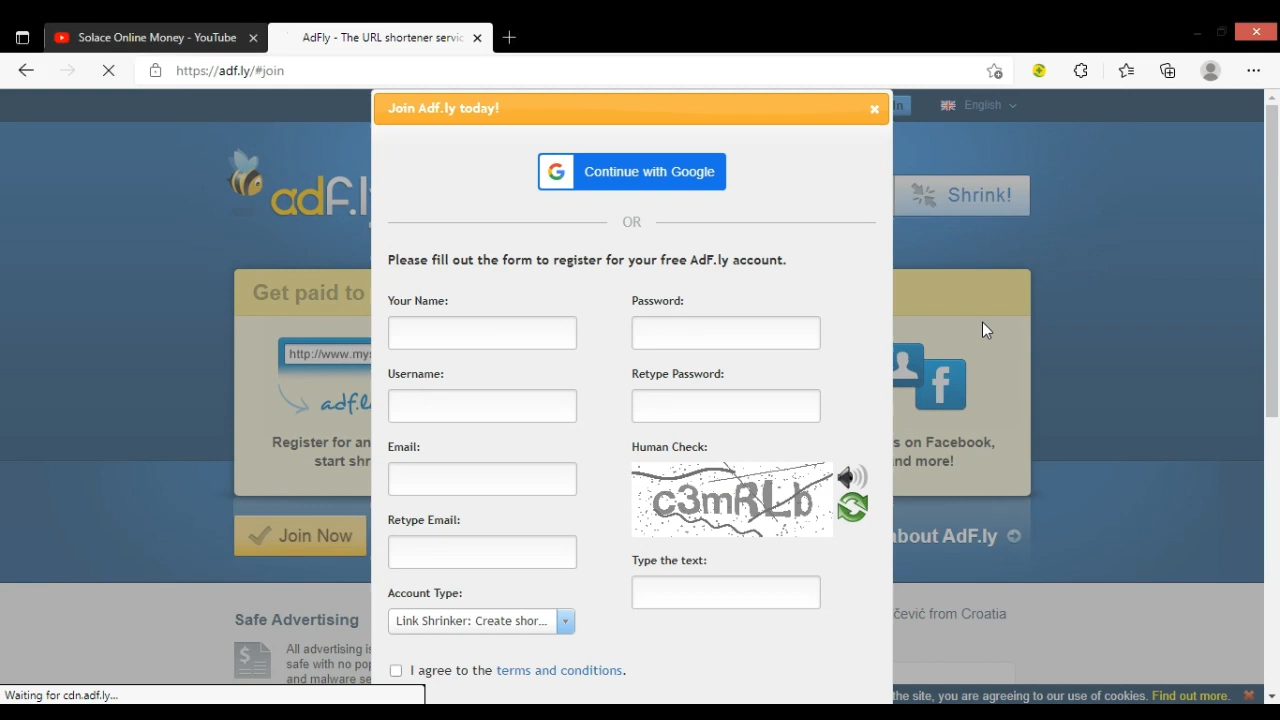 Solace Online Money - YouTube
AdFly - The URL shortener servic
https://adf.ly/#join
Join Adf.ly today!
In
English
Continue with Google
adf.l
Shrink!
OR
Please fill out the form to register for your free AdF.ly account.
Get paid to
Your Name:
Password:
http://www.mys
Username:
Retype Password:
adf.l
Register for an
start shr
Email:
Human Check:
s on Facebook,
nd more!
c3mRLb
Retype Email:
Join Now
bout AdF.ly
Type the text:
Account Type:
Link Shrinker: Create shor...
Safe Advertising
čević from Croatia
All advertising is
safe with no pop
and malware se
I agree to the terms and conditions.
Waiting for cdn.adf.ly...
the site, you are agreeing to our use of cookies. Find out more.